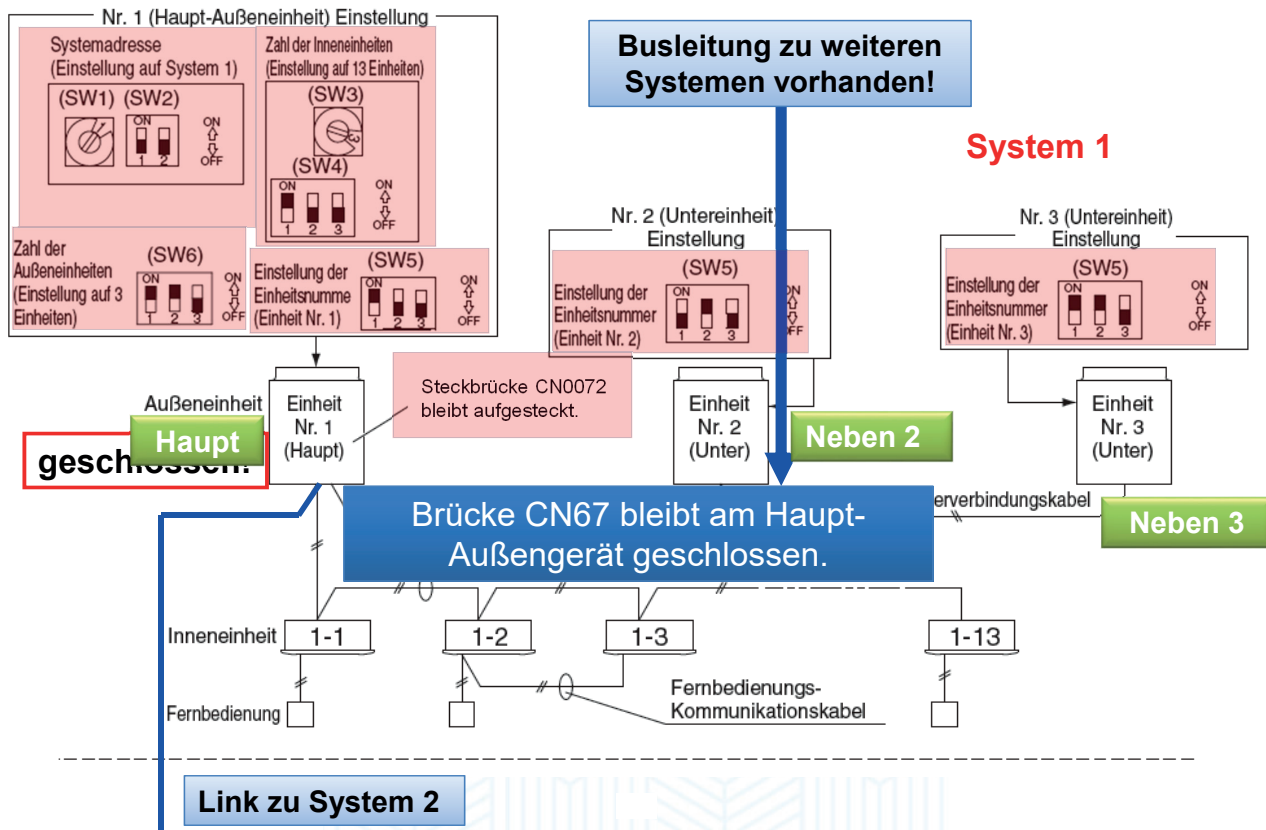 Nr. 1 (Haupt-Außeneinheit) Einstellung
Systemadresse
(Einstellung auf System 1)
(SW1) (SW2)
ON
1 2
ON
OFF
Zahl der Inneneinheiten
(Einstellung auf 13 Einheiten)
(SW3)
3
(SW4)
ON
1 2 3
ON
OFF
Zahl der
Außeneinheiten
(Einstellung auf 3
Einheiten)
(SW6)
ON
1 2 3
ON
OFF
Einstellung der
Einheitsnumme
(Einheit Nr. 1)
(SW5)
ON
1 2 3
ON
OFF
Busleitung zu weiteren
Systemen vorhanden!
System 1
Nr. 2 (Untereinheit)
Einstellung
(SW5)
Einstellung der
Einheitsnummer
(Einheit Nr. 2)
ON
1 2 3
ON
OFF
Nr. 3 (Untereinheit)
Einstellung
(SW5)
Einstellung der
Einheitsnummer
(Einheit Nr. 3)
ON
1 2 3
ON
OFF
Außeneinheit
Haupt
geschlossen!
Einheit
Nr. 1
(Haupt)
Steckbrücke CN0072
bleibt aufgesteckt.
Einheit
Nr. 2
(Unter)
Neben 2
Einheit
Nr. 3
(Unter)
Neben 3
erverbindungskabel
Brücke CN67 bleibt am Haupt-
Außengerät geschlossen.
Inneneinheit
1-1
1-2
1-3
1-13
Fernbedienung
Fernbedienungs-
Kommunikationskabel
Link zu System 2